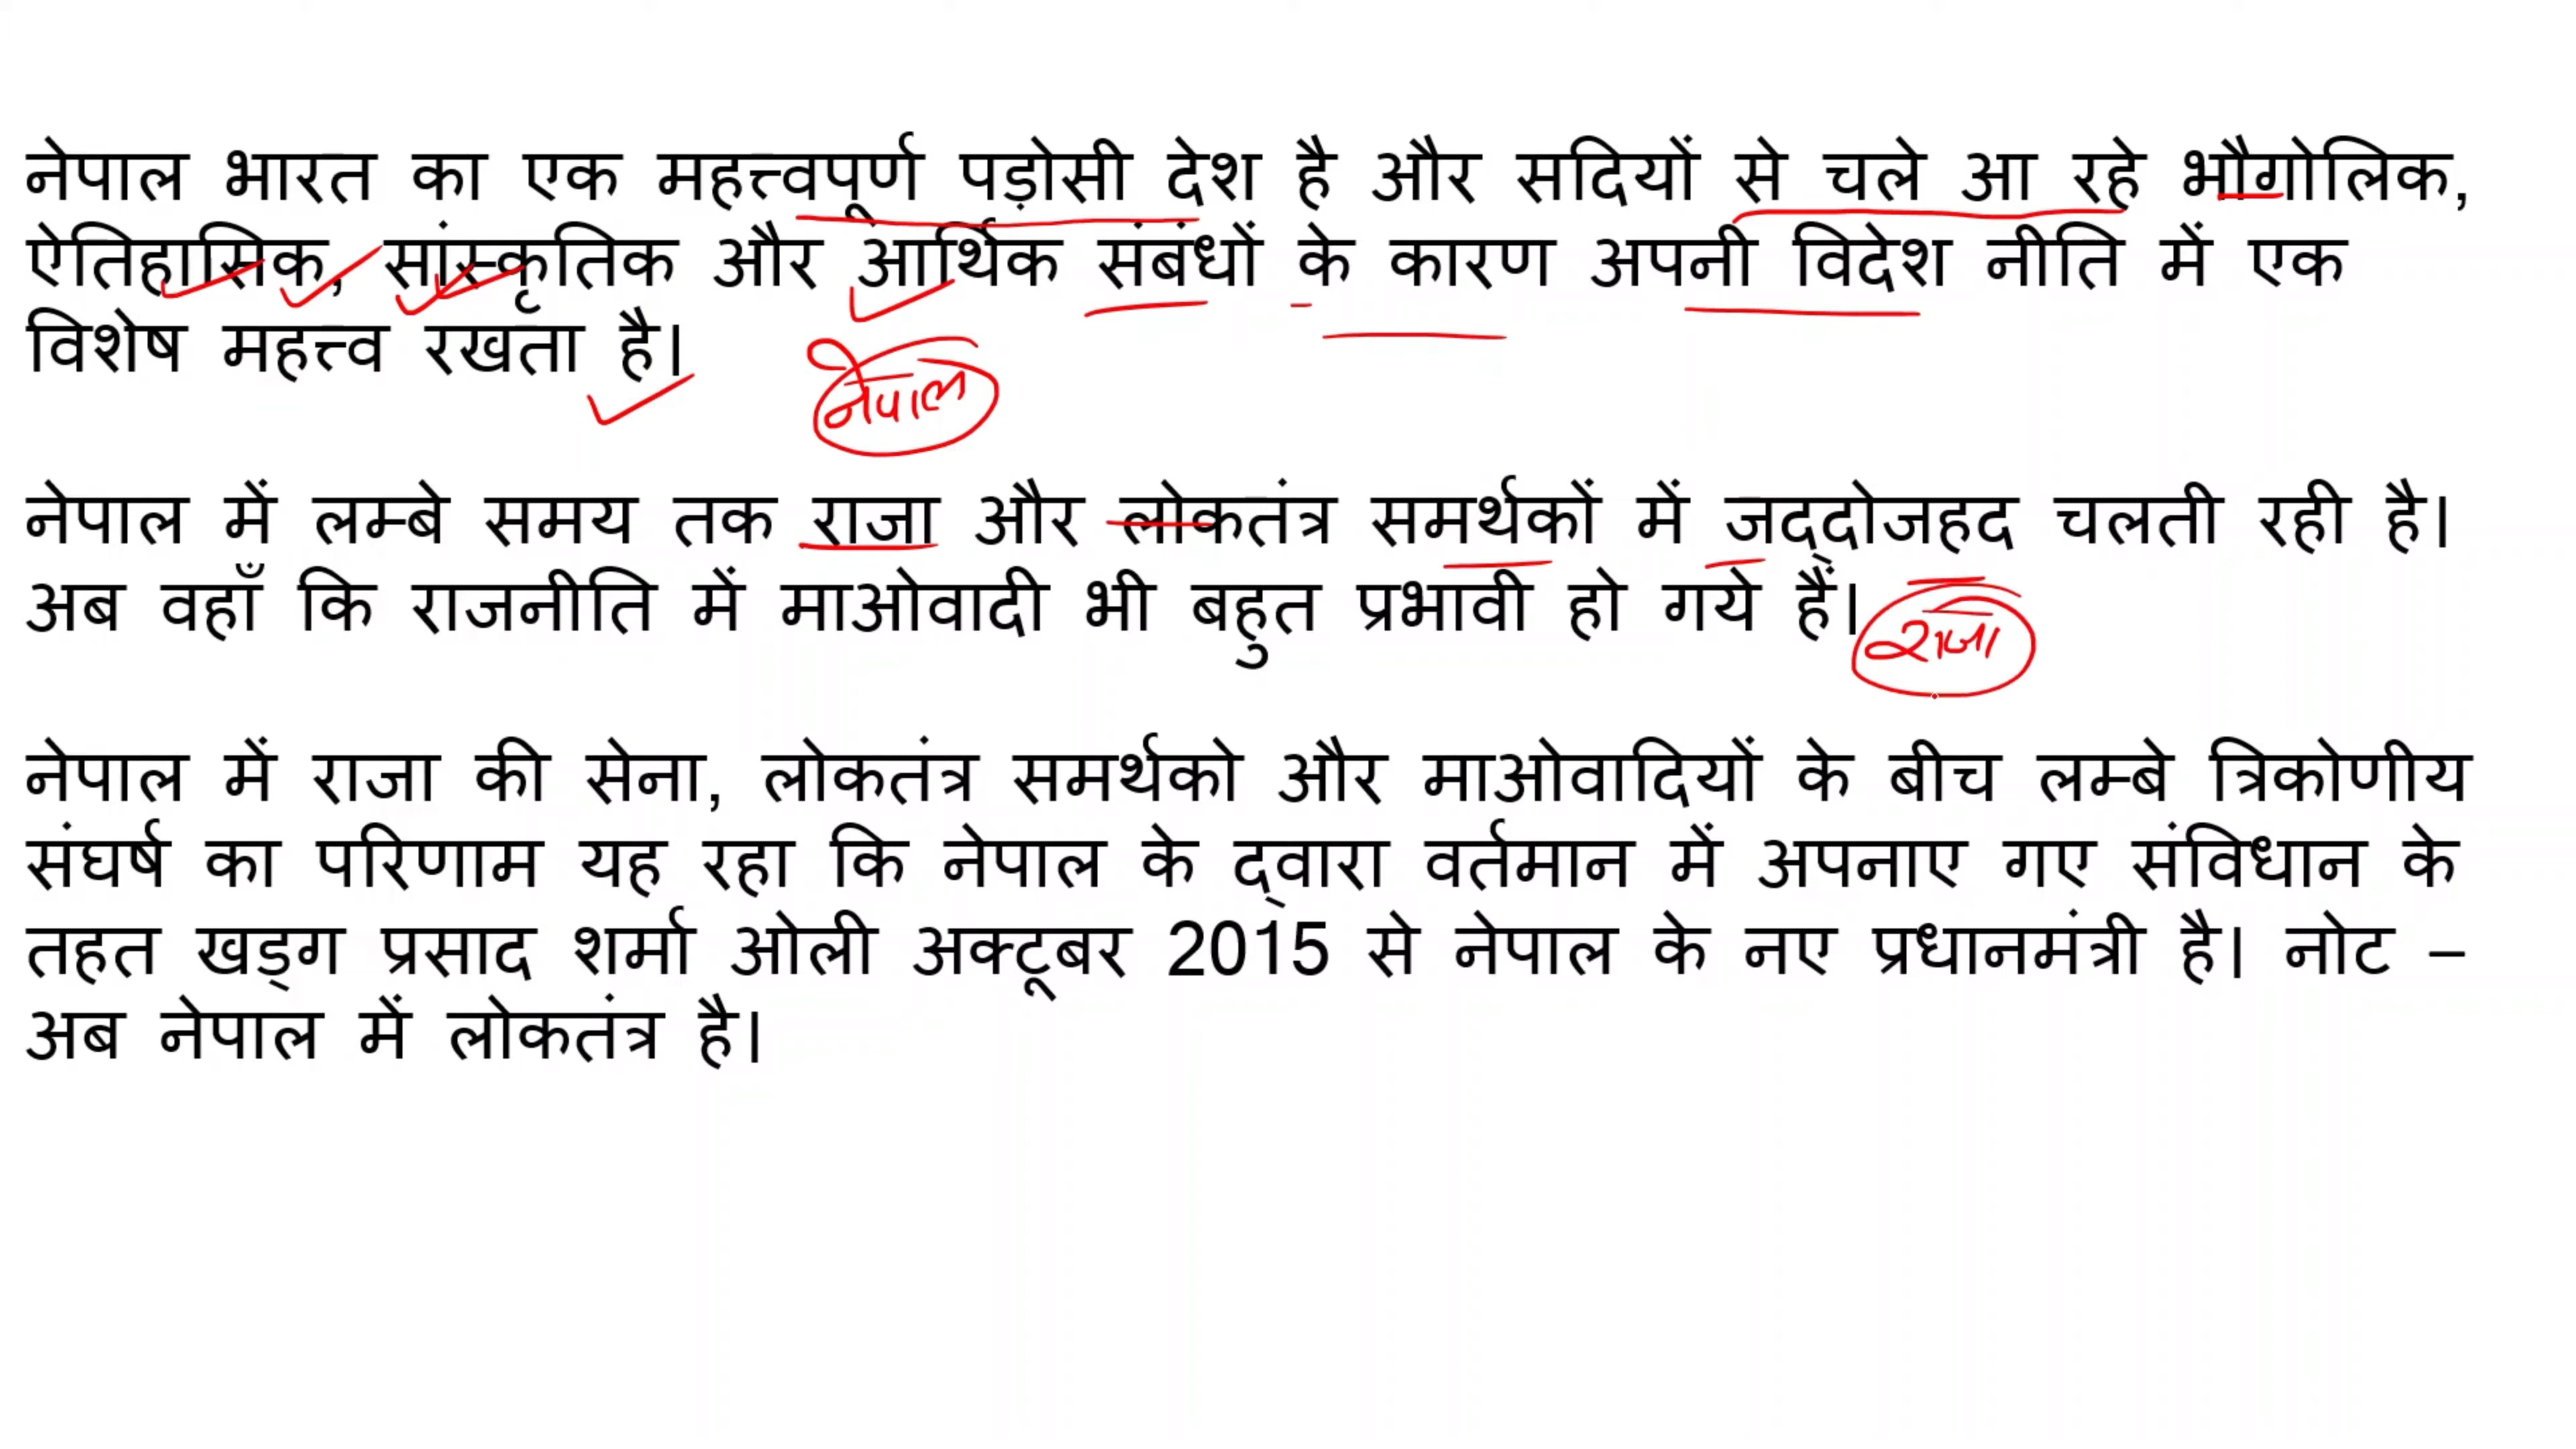 नेपाल भारत का एक महत्त्वपूर्ण पड़ोसी देश है और सदियों से चले आ रहे भौगोलिक,
ऐतिहासिक, सांस्कृतिक और आर्थिक संबंधों के कारण अपनी विदेश नीति में एक
विशेष महत्त्व रखता है।
नेपाल
नेपाल में लम्बे समय तक राजा और लोकतंत्र समर्थकों में जद्दोजहद चलती रही है।
अब वहाँ कि राजनीति में माओवादी भी बहुत प्रभावी हो गये हैं।
राजा
नेपाल में राजा की सेना, लोकतंत्र समर्थको और माओवादियों के बीच लम्बे त्रिकोणीय
संघर्ष का परिणाम यह रहा कि नेपाल के द्वारा वर्तमान में अपनाए गए संविधान के
तहत खड्ग प्रसाद शर्मा ओली अक्टूबर 2015 से नेपाल के नए प्रधानमंत्री है। नोट –
अब नेपाल में लोकतंत्र है।